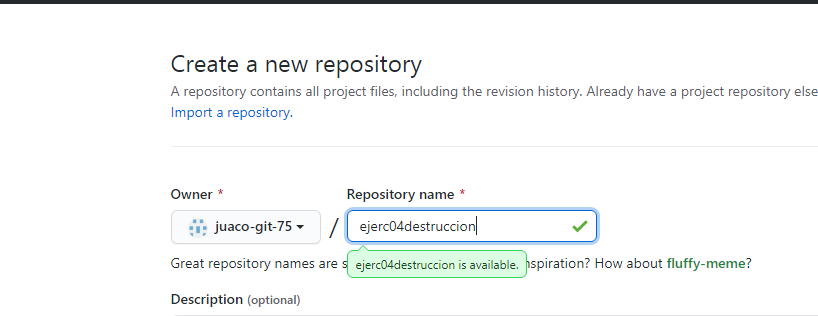 Create a new repository
A repository contains all project files, including the revision history. Already have a project repository else
Import a repository.
Owner * Repository name *
juaco-git-75 / ejerc04destruccion
ejerc04destruccion is available.
Great repository names are s nspiration? How about fluffy-meme?
Description (optional)